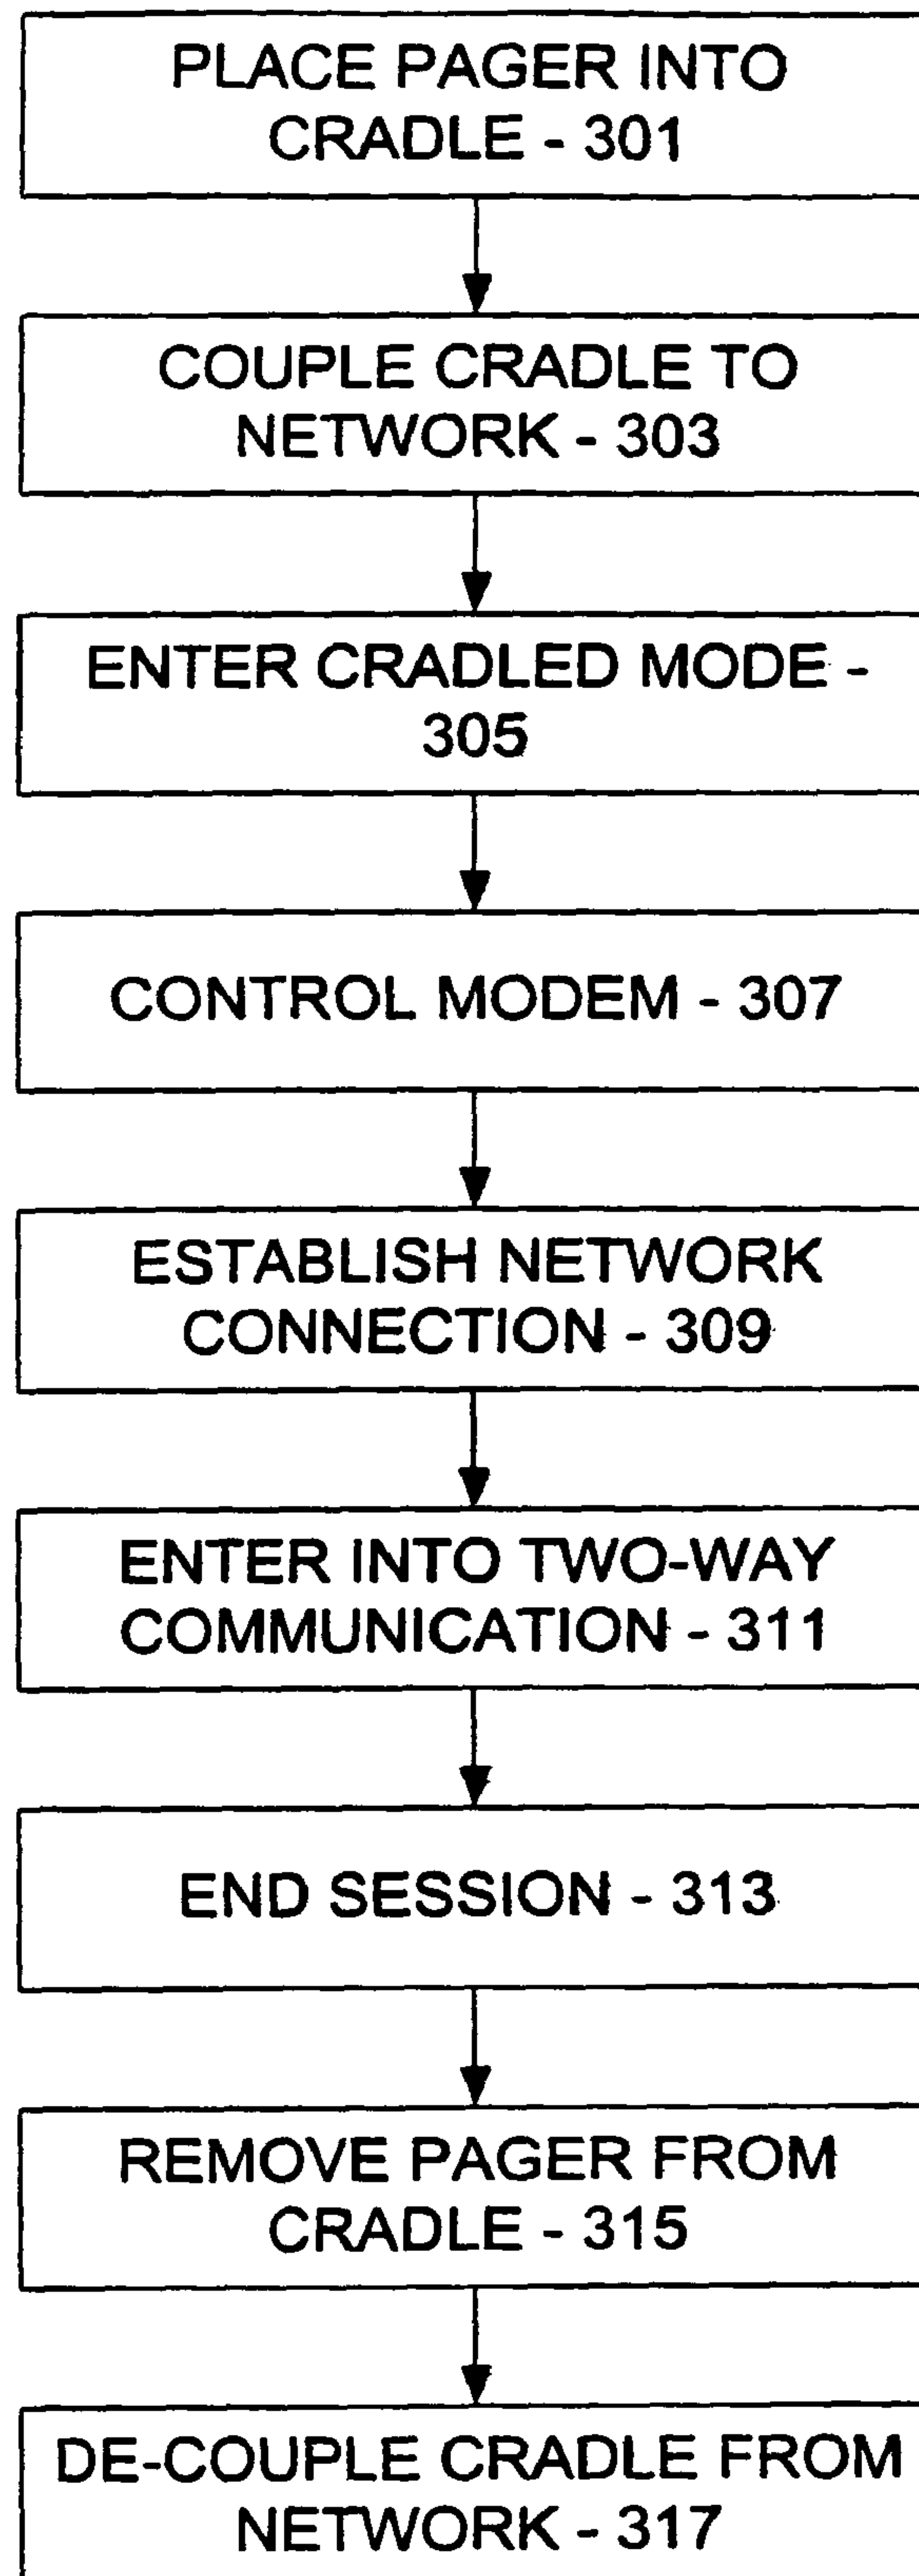 PLACE PAGER INTO
CRADLE - 301
COUPLE CRADLE TO
NETWORK - 303
ENTER CRADLED MODE -
305
CONTROL MODEM - 307
ESTABLISH NETWORK
CONNECTION - 309
ENTER INTO TWO-WAY
COMMUNICATION - 311
END SESSION - 313
REMOVE PAGER FROM
CRADLE - 315
DE-COUPLE CRADLE FROM
NETWORK - 317